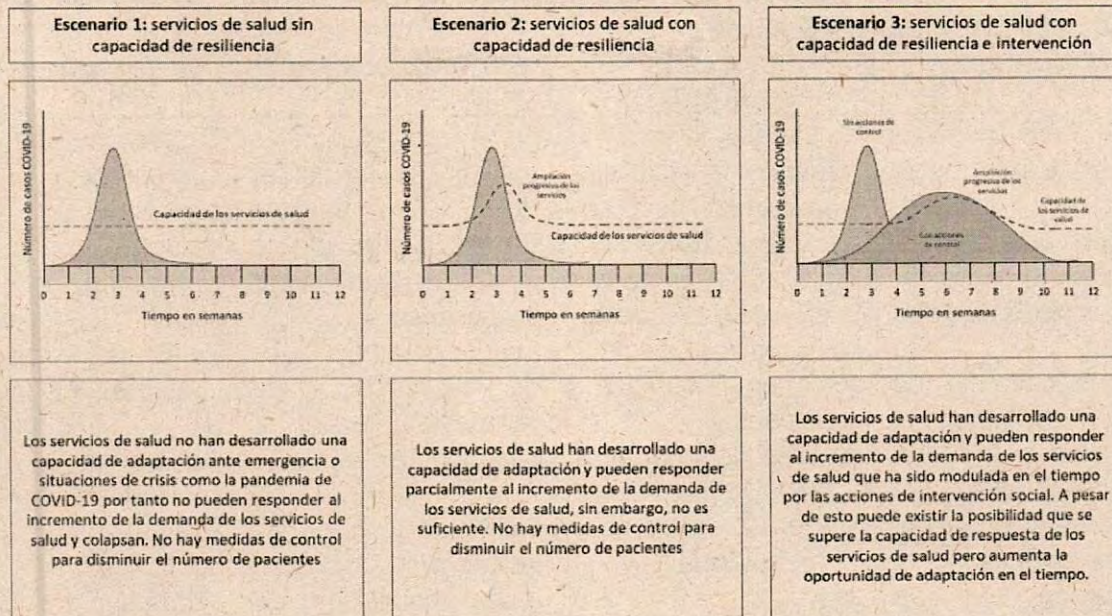 Escenario 1: servicios de salud sin
capacidad de resiliencia
Escenario 2: servicios de salud con
capacidad de resiliencia
Escenario 3: servicios de salud con
capacidad de resiliencia e intervención
Número de casos COVID-19
Capacidad de los servicios de salud
0 1 2 3 4 5 6 7 8 9 10 11 12
Tiempo en semanas
Número de casos COVID-19
Ampliación
progresiva de los
servicios
Capacidad de los servicios de salud
0 1 2 3 4 5 6 7 8 9 10 11 12
Tiempo en semanas
Número de casos COVID-19
Sin acciones de
control
Ampliación
progresiva de los
servicios
Capacidad de
los servicios de
salud
Con acciones
de control
0 1 2 3 4 5 6 7 8 9 10 11 12
Tiempo en semanas
Los servicios de salud no han desarrollado una
capacidad de adaptación ante emergencia o
situaciones de crisis como la pandemia de
COVID-19 por tanto no pueden responder al
incremento de la demanda de los servicios de
salud y colapsan. No hay medidas de control
para disminuir el número de pacientes
Los servicios de salud han desarrollado una
capacidad de adaptación y pueden responder
parcialmente al incremento de la demanda de
los servicios de salud, sin embargo, no es
suficiente. No hay medidas de control para
disminuir el número de pacientes
Los servicios de salud han desarrollado una
capacidad de adaptación y pueden responder
al incremento de la demanda de los servicios
de salud que ha sido modulada en el tiempo
por las acciones de intervención social. A pesar
de esto puede existir la posibilidad que se
supere la capacidad de respuesta de los
servicios de salud pero aumenta la
oportunidad de adaptación en el tiempo.